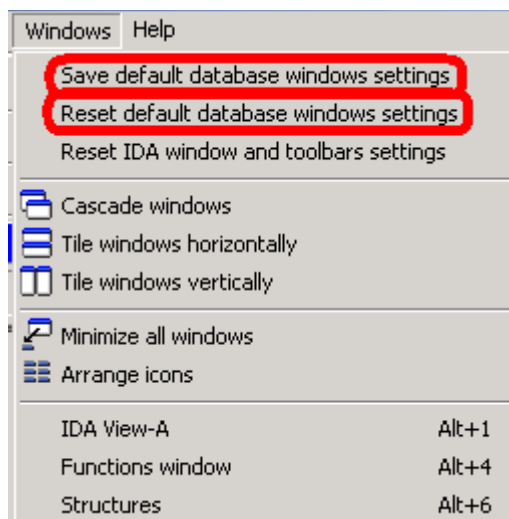 Windows Help
Save default database windows settings
Reset default database windows settings
Reset IDA window and toolbars settings
Cascade windows
Tile windows horizontally
Tile windows vertically
Minimize all windows
Arrange icons
IDA View-A Alt+1
Functions window Alt+4
Structures Alt+6